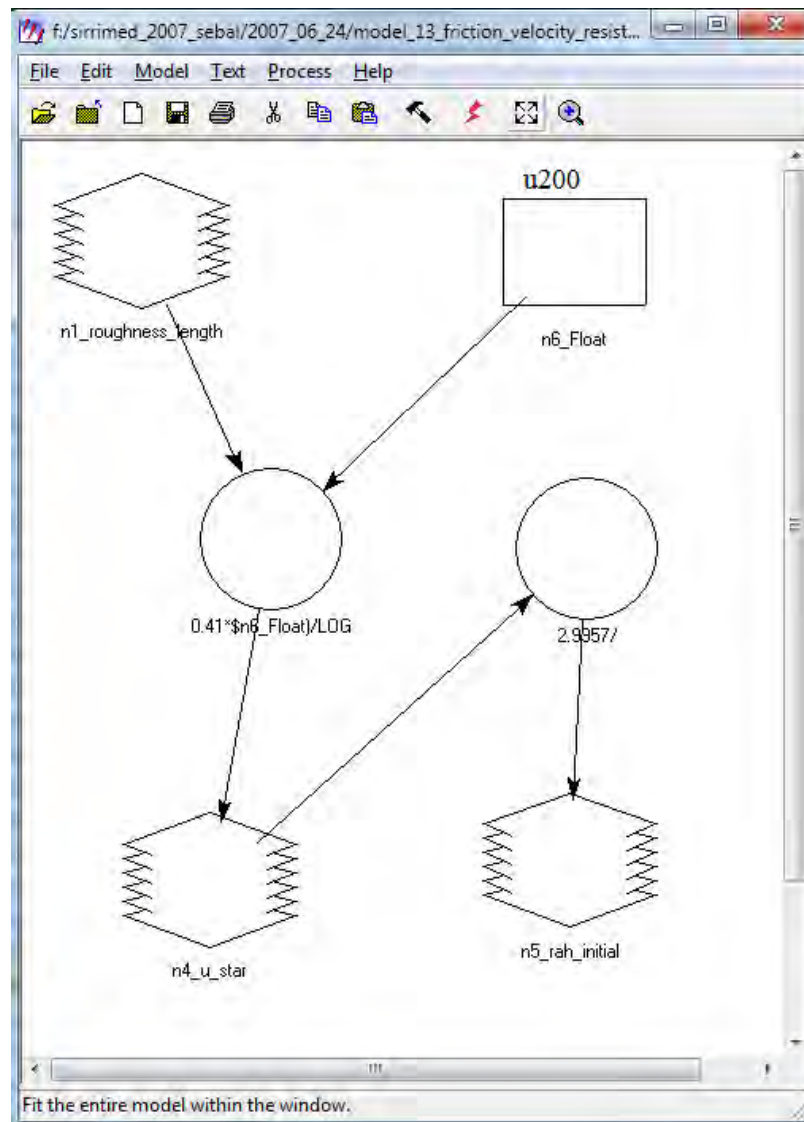 f:/sirrimed_2007_sebal/2007_06_24/model_13_friction_velocity_resist...
File Edit Model Text Process Help
u200
n1_roughness_length
n6_Float
0.41*$n6_Float)/LOG
2.9957/
n4_u_star
n5_rah_initial
Fit the entire model within the window.